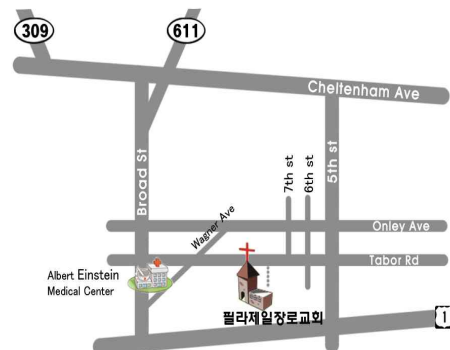 309
611
Cheltenham Ave
Broad St
5th st
7th st
6th st
Wagner Ave
Onley Ave
Tabor Rd
Albert Einstein
Medical Center
필라제일장로교회
1